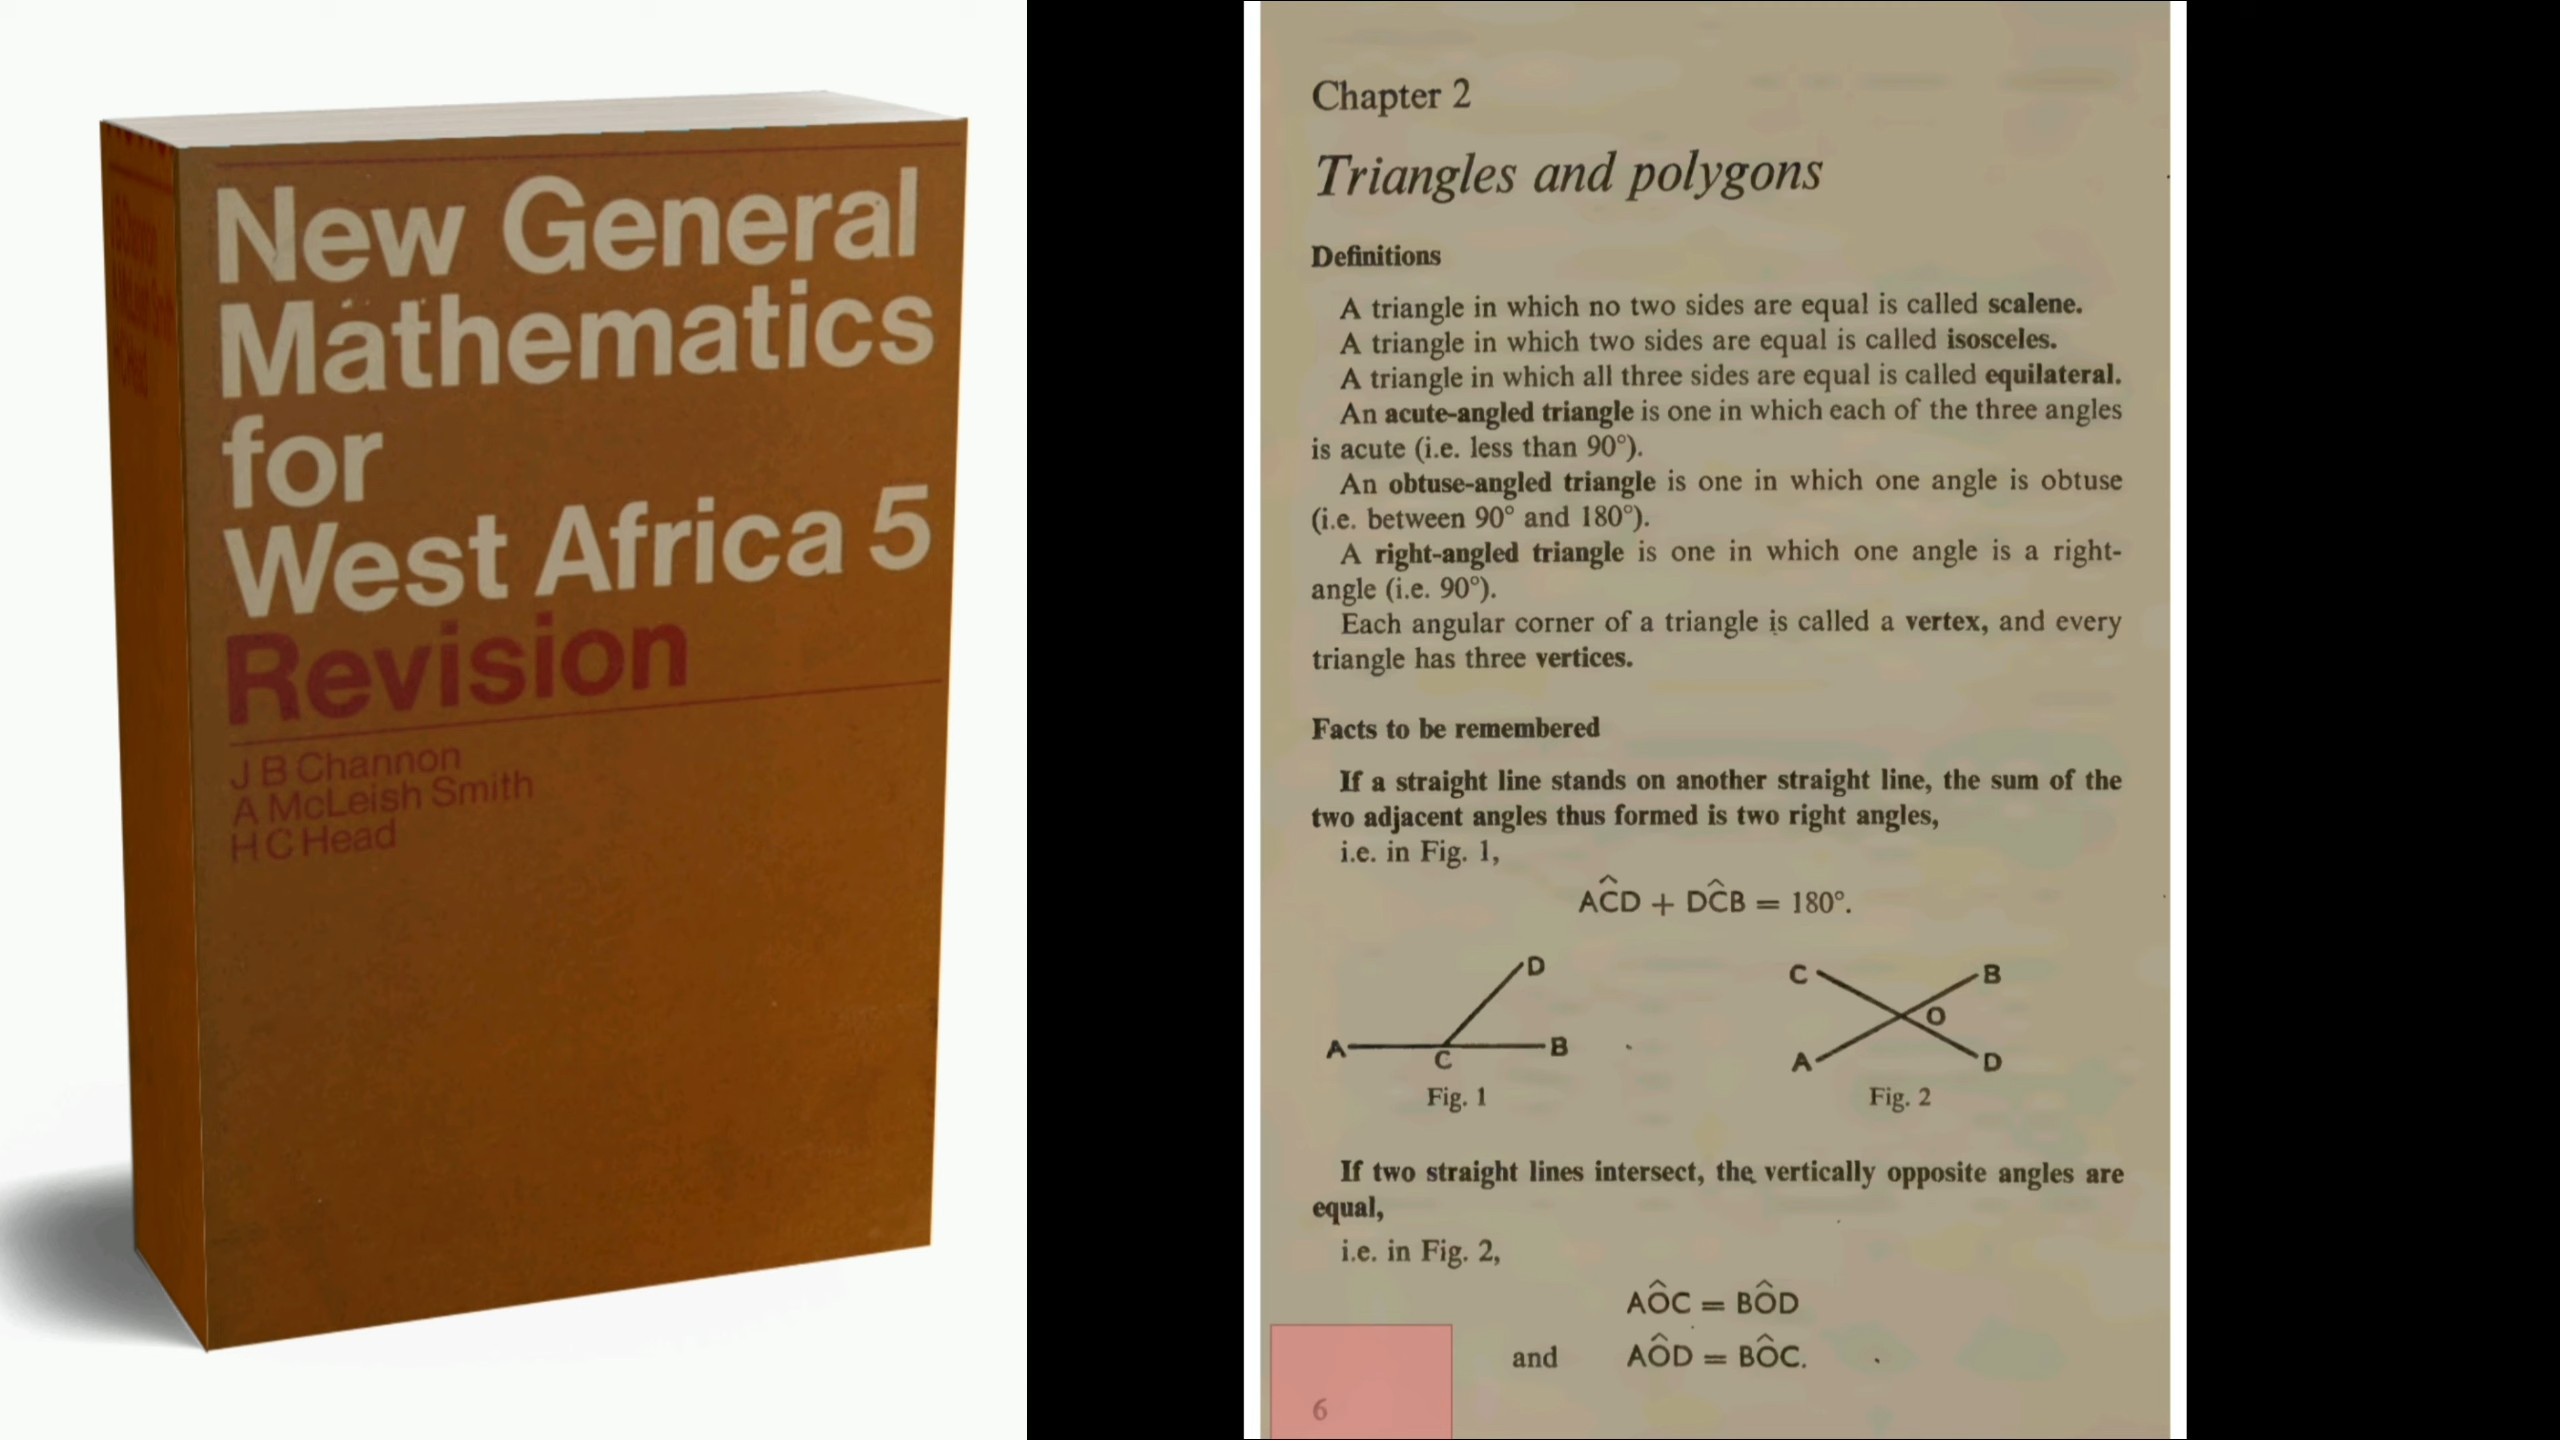 New General
Mathematics
for
West Africa 5
Revision
J B Channon
A McLeish Smith
H C Head
Chapter 2
Triangles and polygons
Definitions
A triangle in which no two sides are equal is called scalene.
A triangle in which two sides are equal is called isosceles.
A triangle in which all three sides are equal is called equilateral.
An acute-angled triangle is one in which each of the three angles
is acute (i.e. less than 90°).
An obtuse-angled triangle is one in which one angle is obtuse
(i.e. between 90° and 180°).
A right-angled triangle is one in which one angle is a right-
angle (i.e. 90°).
Each angular corner of a triangle is called a vertex, and every
triangle has three vertices.
Facts to be remembered
If a straight line stands on another straight line, the sum of the
two adjacent angles thus formed is two right angles,
i.e. in Fig. 1,
AĈD + DĈB = 180°.
D
A
C
B
Fig. 1
C
B
O
A
D
Fig. 2
If two straight lines intersect, the vertically opposite angles are
equal,
i.e. in Fig. 2,
AÔC = BÔD
and AÔD = BÔC.
6